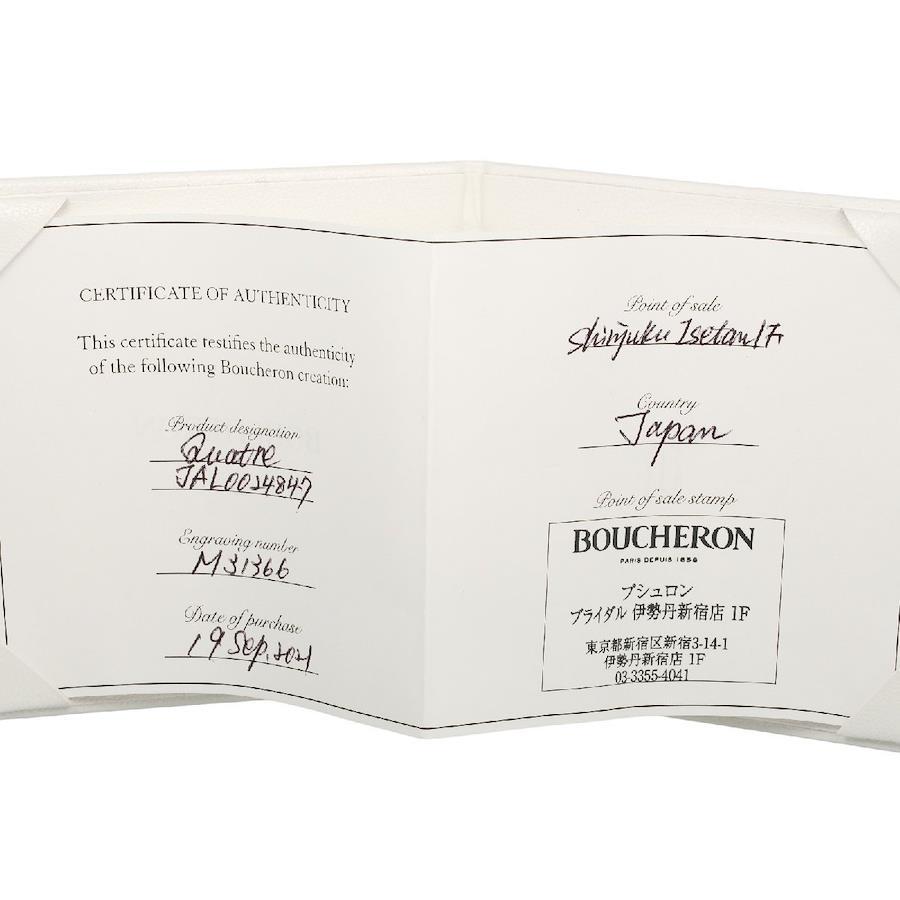 CERTIFICATE OF AUTHENTICITY
This certificate testifies the authenticity
of the following Boucheron creation:
Product designation
Quatre
JAL00248-47
Engraving number
M31366
Date of purchase
19 Sep. 2021
Point of sale
Shinjuku Isetan 1F
Country
Japan
Point of sale stamp
BOUCHERON
PARIS DEPUIS 1858
ブシュロン
ブライダル 伊勢丹新宿店 1F
東京都新宿区新宿3-14-1
伊勢丹新宿店 1F
03-3355-4041